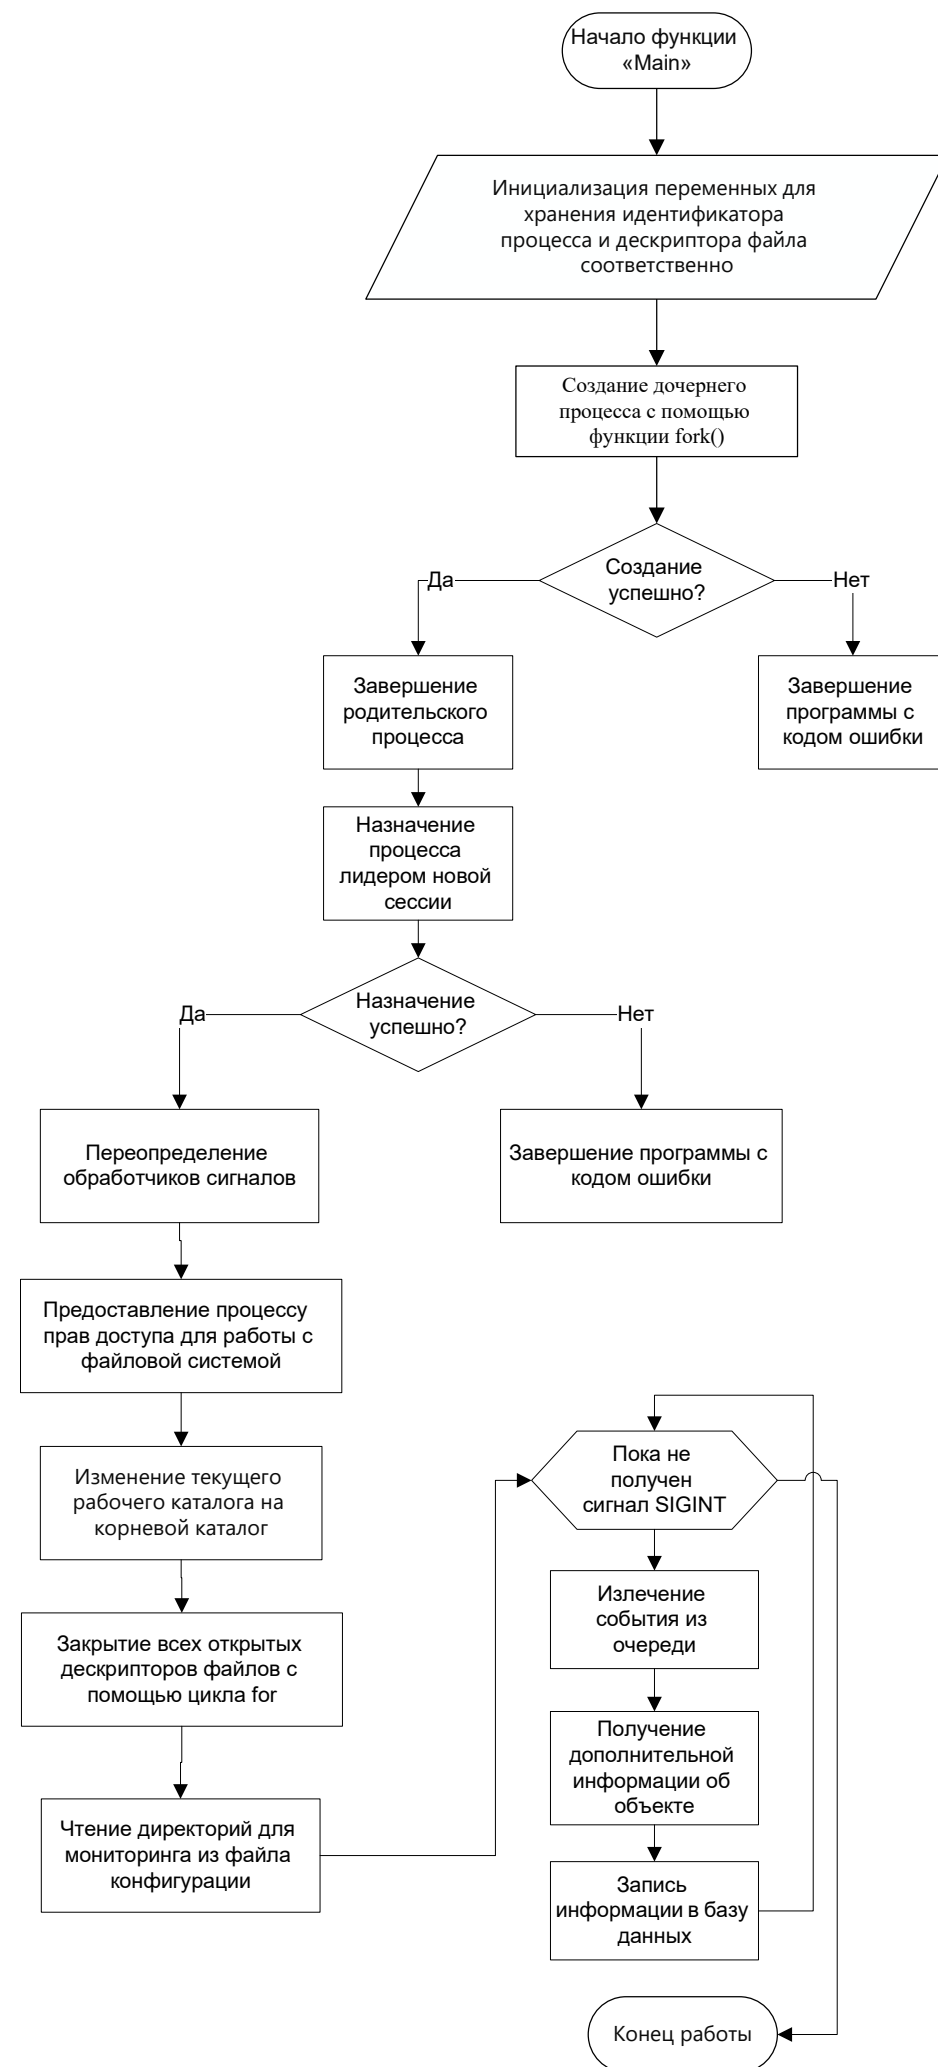 Начало функции
«Main»
Инициализация переменных для
хранения идентификатора
процесса и дескриптора файла
соответственно
Создание дочернего
процесса с помощью
функции fork()
Создание
успешно?
Да
Нет
Завершение
родительского
процесса
Завершение
программы с
кодом ошибки
Назначение
процесса
лидером новой
сессии
Назначение
успешно?
Да
Нет
Переопределение
обработчиков сигналов
Завершение программы с
кодом ошибки
Предоставление процессу
прав доступа для работы с
файловой системой
Изменение текущего
рабочего каталога на
корневой каталог
Закрытие всех открытых
дескрипторов файлов с
помощью цикла for
Чтение директорий для
мониторинга из файла
конфигурации
Пока не
получен
сигнал SIGINT
Излечение
события из
очереди
Получение
дополнительной
информации об
объекте
Запись
информации в базу
данных
Конец работы